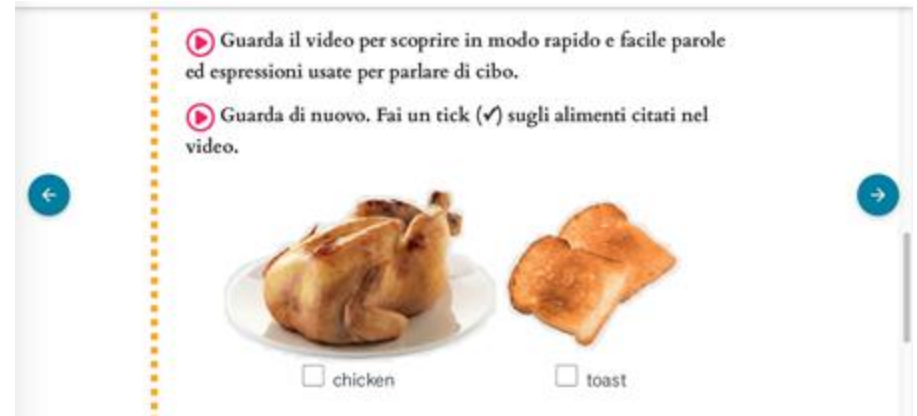 Guarda il video per scoprire in modo rapido e facile parole
ed espressioni usate per parlare di cibo.
Guarda di nuovo. Fai un tick (✓) sugli alimenti citati nel
video.
chicken
toast